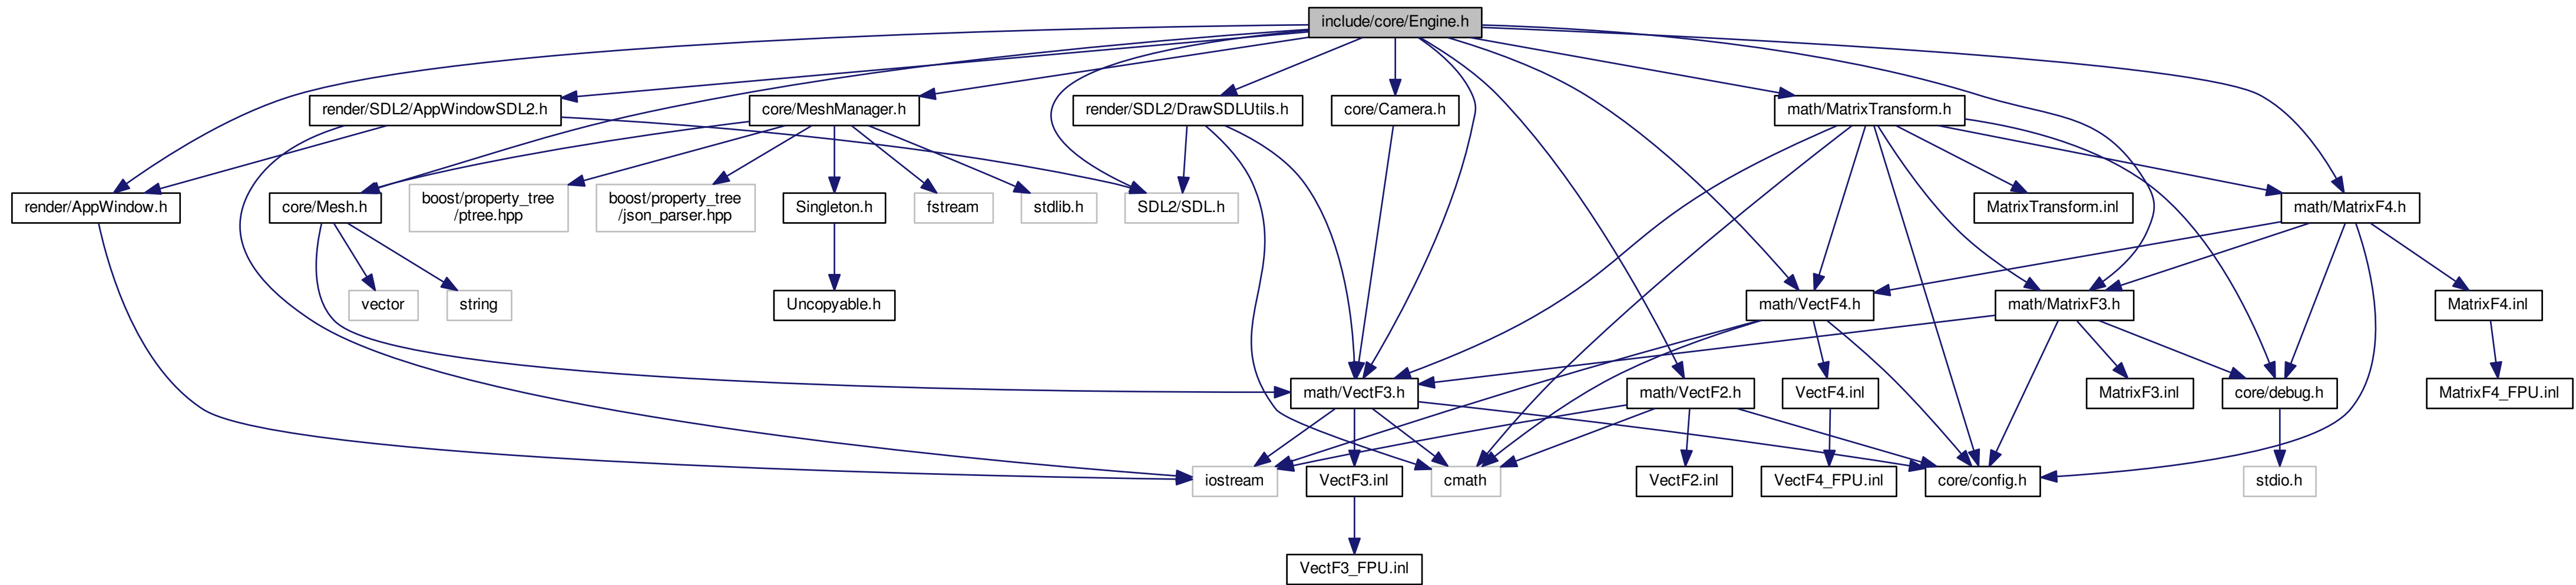 include/core/Engine.h
render/SDL2/AppWindowSDL2.h
core/MeshManager.h
render/SDL2/DrawSDLUtils.h
core/Camera.h
math/MatrixTransform.h
render/AppWindow.h
core/Mesh.h
boost/property_tree
/ptree.hpp
boost/property_tree
/json_parser.hpp
Singleton.h
fstream
stdlib.h
SDL2/SDL.h
MatrixTransform.inl
math/MatrixF4.h
vector
string
Uncopyable.h
math/VectF4.h
math/MatrixF3.h
MatrixF4.inl
math/VectF3.h
math/VectF2.h
VectF4.inl
MatrixF3.inl
core/debug.h
MatrixF4_FPU.inl
iostream
VectF3.inl
cmath
VectF2.inl
VectF4_FPU.inl
core/config.h
stdio.h
VectF3_FPU.inl